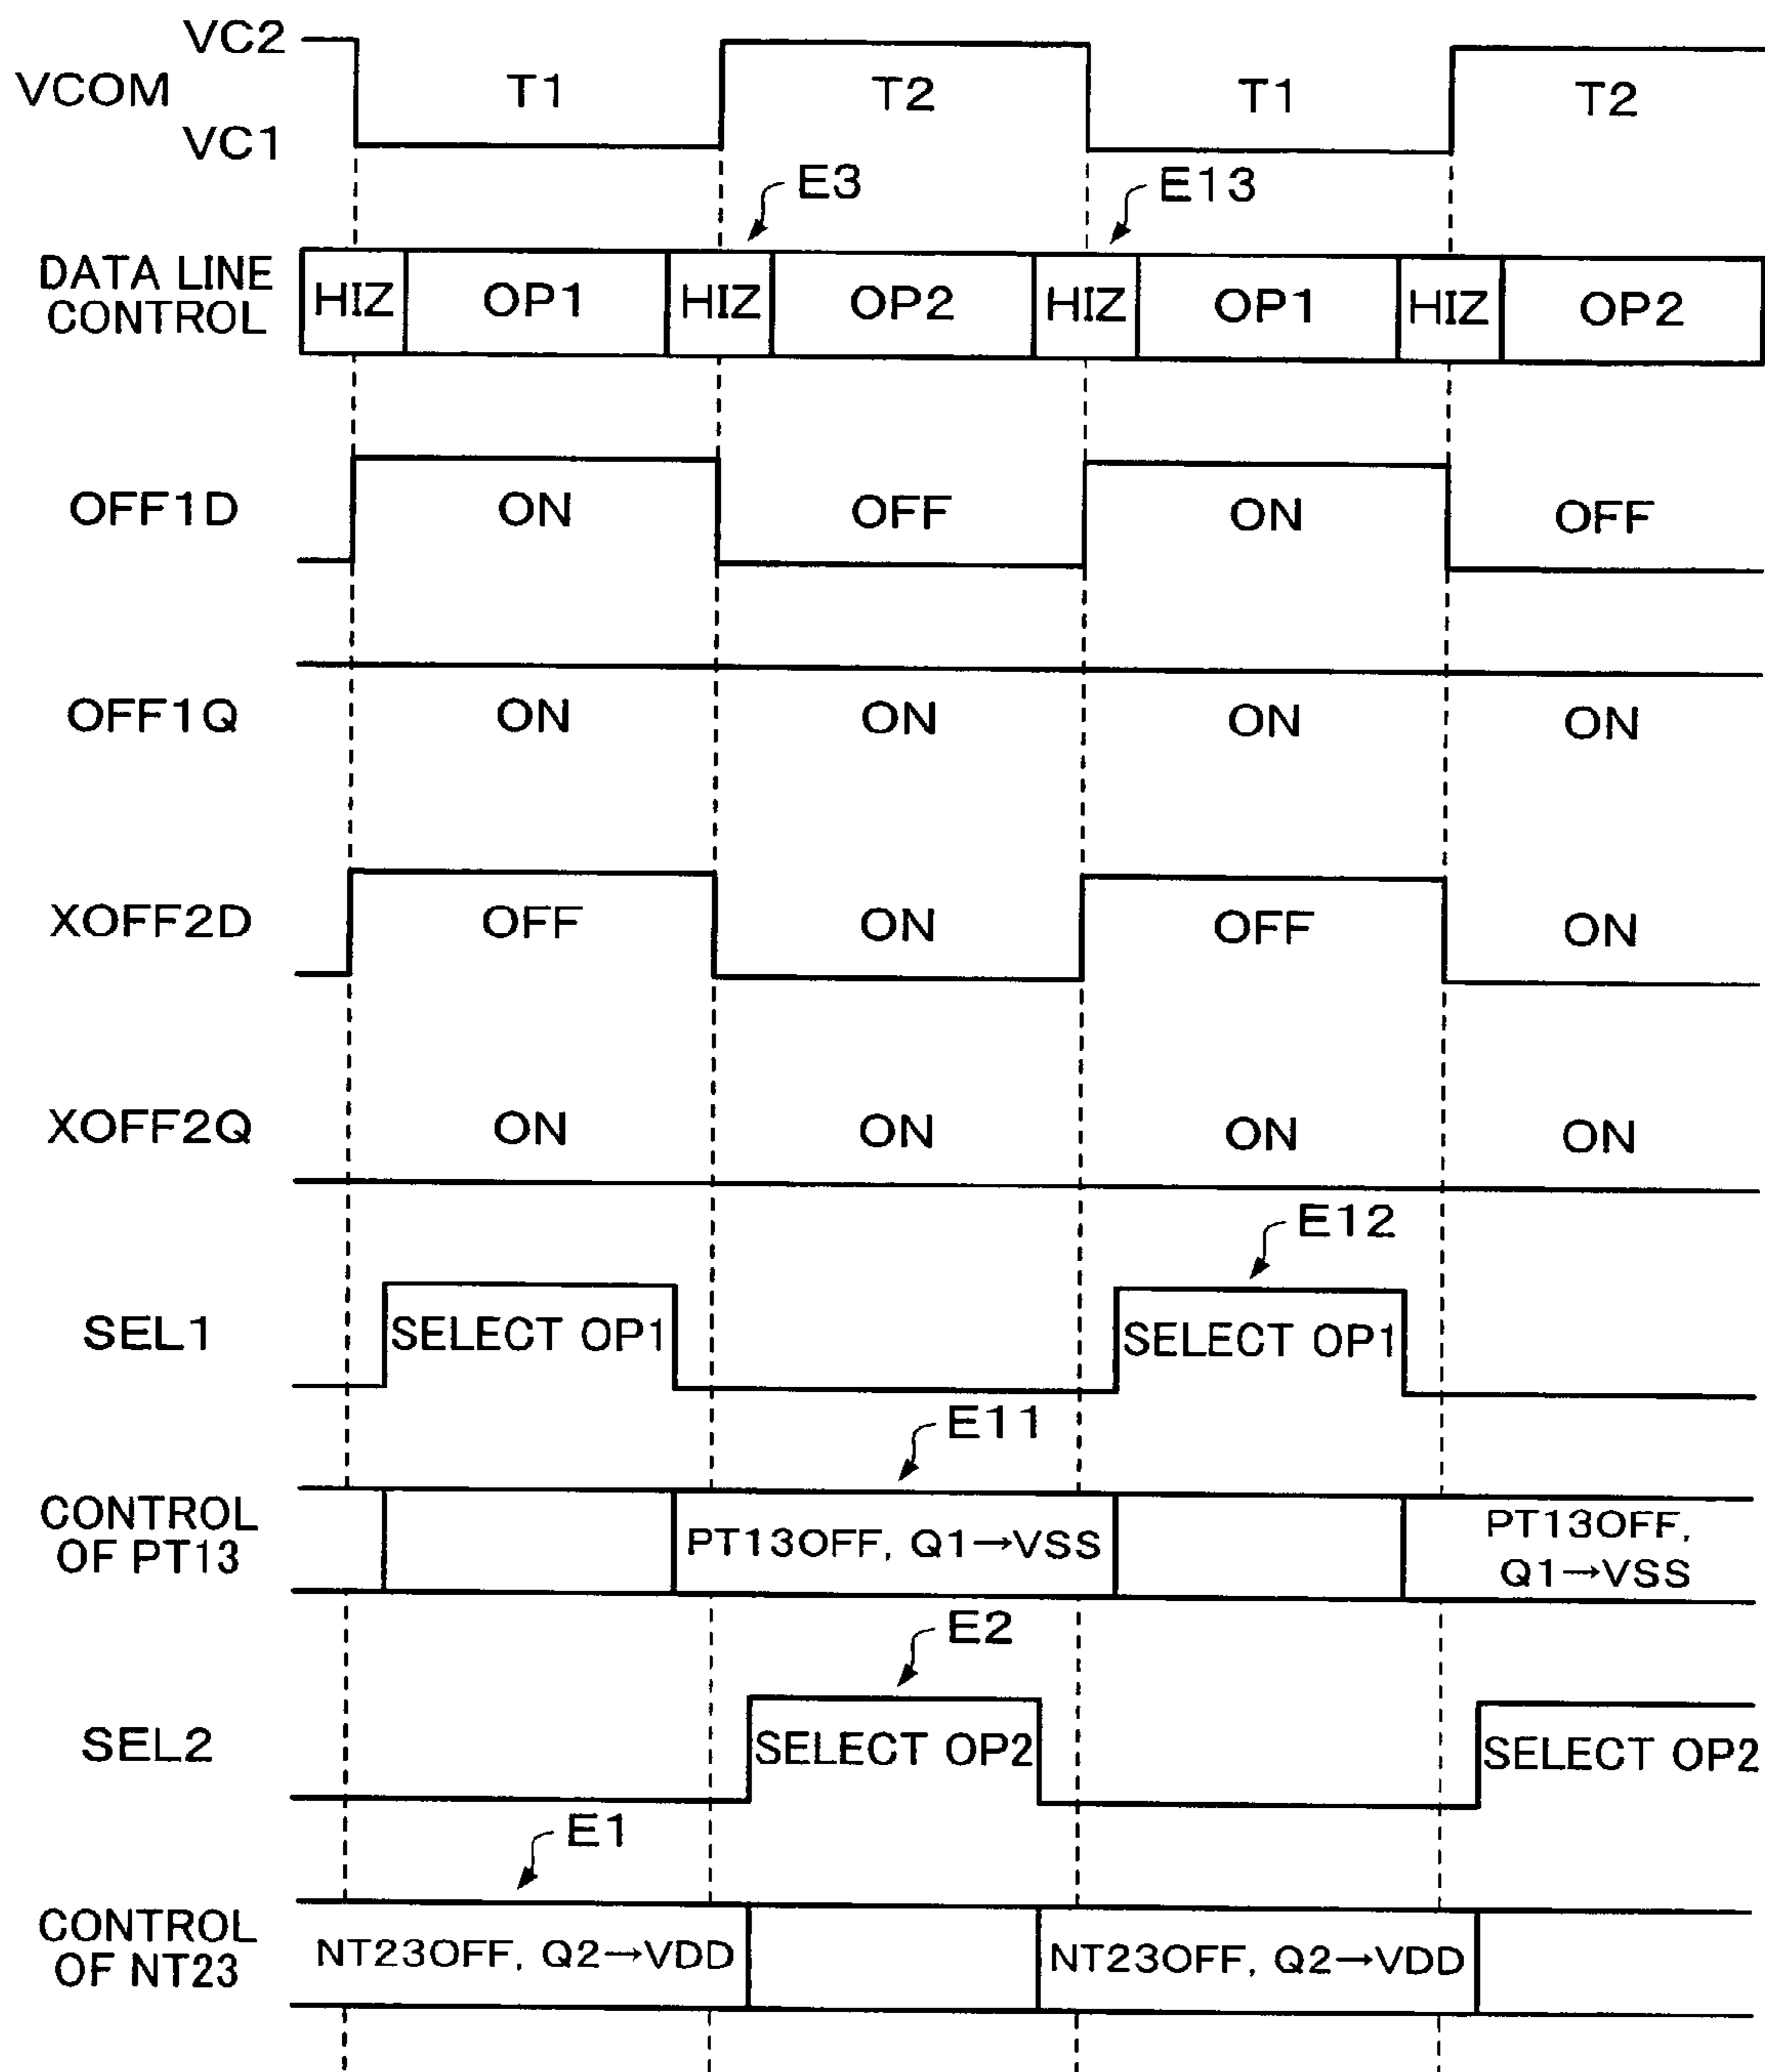 VC2
VCOM
VC1
T1
T2
T1
T2
E3
E13
DATA LINE
CONTROL
HIZ
OP1
HIZ
OP2
HIZ
OP1
HIZ
OP2
OFF1D
ON
OFF
ON
OFF
OFF1Q
ON
ON
ON
ON
XOFF2D
OFF
ON
OFF
ON
XOFF2Q
ON
ON
ON
ON
E12
SEL1
SELECT OP1
SELECT OP1
E11
CONTROL
OF PT13
PT13OFF, Q1→VSS
PT13OFF,
Q1→VSS
E2
SEL2
SELECT OP2
SELECT OP2
E1
CONTROL
OF NT23
NT23OFF, Q2→VDD
NT23OFF, Q2→VDD